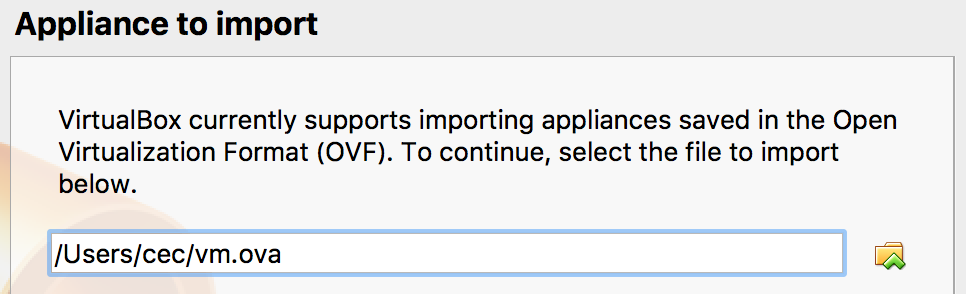 Appliance to import
VirtualBox currently supports importing appliances saved in the Open
Virtualization Format (OVF). To continue, select the file to import
below.
/Users/cec/vm.ova